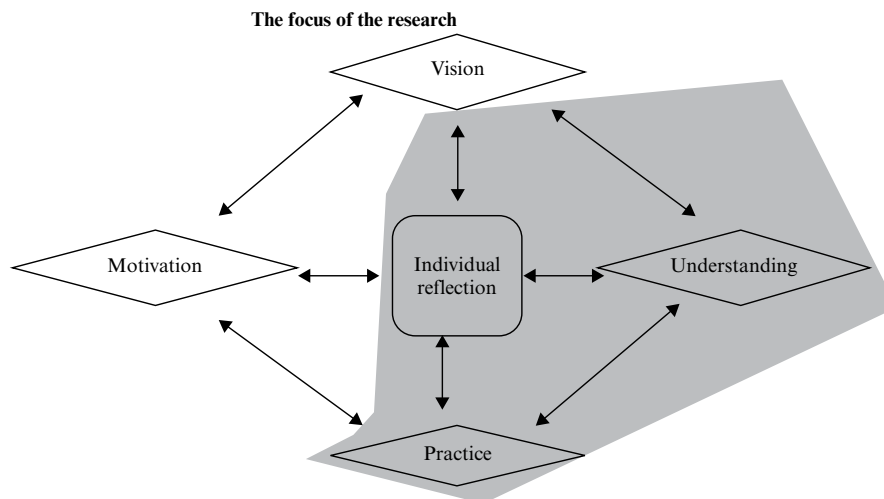 The focus of the research
Vision
Motivation
Individual
reflection
Understanding
Practice